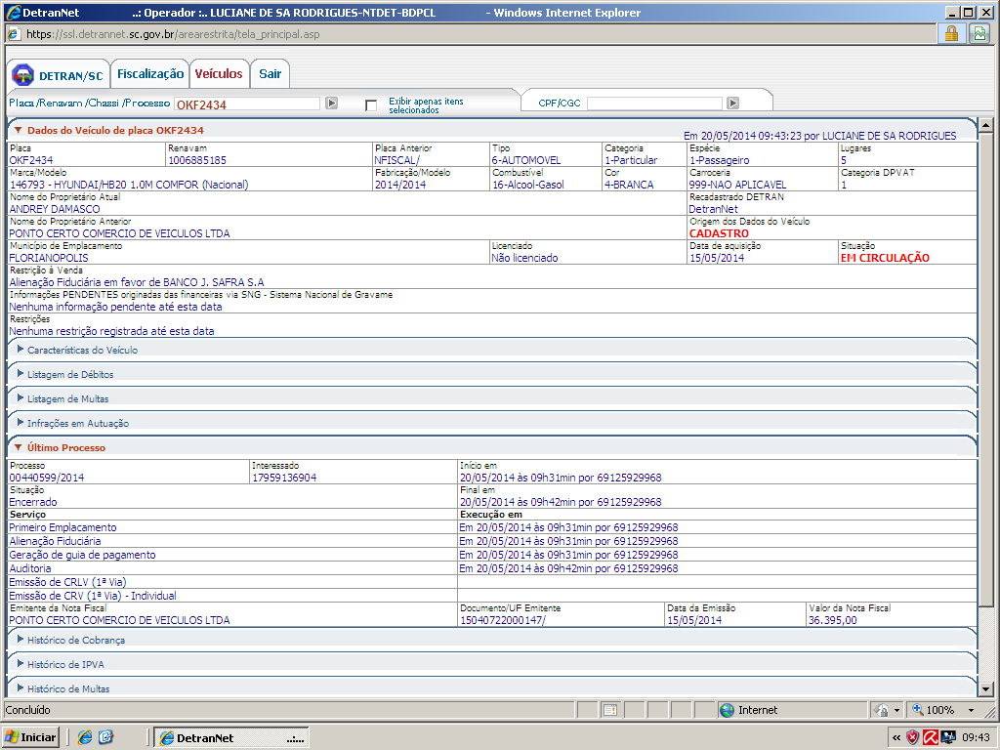 DetranNet ..: Operador :.. LUCIANE DE SA RODRIGUES-NTDET-BDPCL - Windows Internet Explorer
https://ssl.detrannet.sc.gov.br/arearestrita/tela_principal.asp
DETRAN/SC Fiscalização Veículos Sair
Placa /Renavam /Chassi /Processo OKF2434 Exibir apenas itens selecionados CPF/CGC
Dados do Veículo de placa OKF2434 Em 20/05/2014 09:43:23 por LUCIANE DE SA RODRIGUES
Placa Renavam Placa Anterior Tipo Categoria Espécie Lugares
OKF2434 1006885185 NFISCAL/ 6-AUTOMOVEL 1-Particular 1-Passageiro 5
Marca/Modelo Fabricação/Modelo Combustível Cor Carroceria Categoria DPVAT
146793 - HYUNDAI/HB20 1.0M COMFOR (Nacional) 2014/2014 16-Alcool-Gasol 4-BRANCA 999-NAO APLICAVEL 1
Nome do Proprietário Atual Recadastrado DETRAN
ANDREY DAMASCO DetranNet
Nome do Proprietário Anterior Origem dos Dados do Veículo
PONTO CERTO COMERCIO DE VEICULOS LTDA CADASTRO
Município de Emplacamento Licenciado Data de aquisição Situação
FLORIANOPOLIS Não licenciado 15/05/2014 EM CIRCULAÇÃO
Restrição à Venda
Alienação Fiduciária em favor de BANCO J. SAFRA S.A
Informações PENDENTES originadas das financeiras via SNG - Sistema Nacional de Gravame
Nenhuma informação pendente até esta data
Restrições
Nenhuma restrição registrada até esta data
Características do Veículo
Listagem de Débitos
Listagem de Multas
Infrações em Autuação
Último Processo
Processo Interessado Início em
00440599/2014 17959136904 20/05/2014 às 09h31min por 69125929968
Situação Final em
Encerrado 20/05/2014 às 09h42min por 69125929968
Serviço Execução em
Primeiro Emplacamento Em 20/05/2014 às 09h31min por 69125929968
Alienação Fiduciária Em 20/05/2014 às 09h31min por 69125929968
Geração de guia de pagamento Em 20/05/2014 às 09h31min por 69125929968
Auditoria Em 20/05/2014 às 09h42min por 69125929968
Emissão de CRLV (1ª Via)
Emissão de CRV (1ª Via) - Individual
Emitente da Nota Fiscal Documento/UF Emitente Data da Emissão Valor da Nota Fiscal
PONTO CERTO COMERCIO DE VEICULOS LTDA 15040722000147/ 15/05/2014 36.395,00
Histórico de Cobrança
Histórico de IPVA
Histórico de Multas
Concluído Internet 100%
Iniciar DetranNet ..:... « 09:43